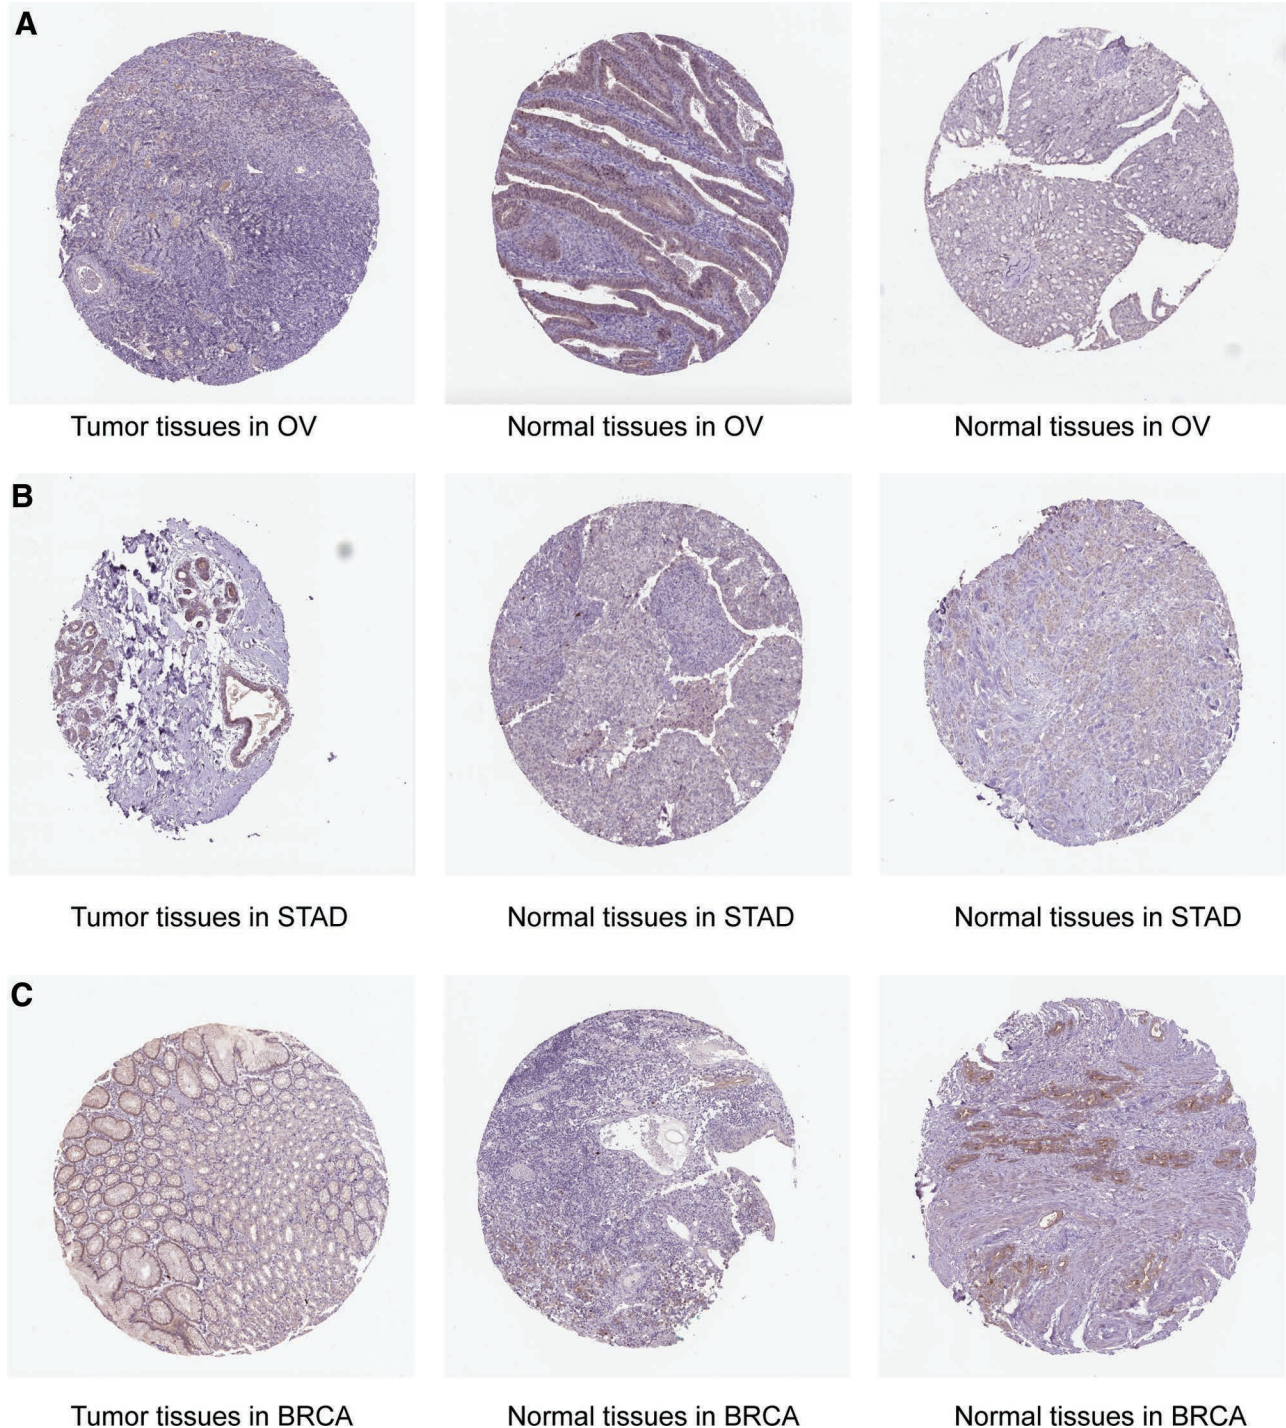 A
Tumor tissues in OV
Normal tissues in OV
Normal tissues in OV
B
Tumor tissues in STAD
Normal tissues in STAD
Normal tissues in STAD
C
Tumor tissues in BRCA
Normal tissues in BRCA
Normal tissues in BRCA